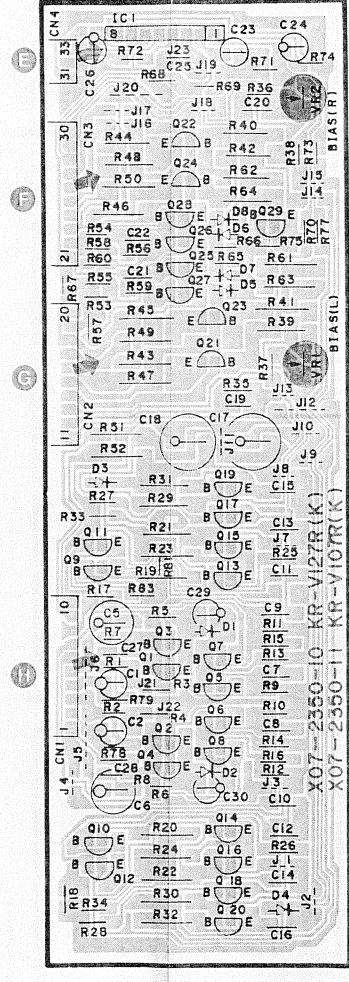 CN4
IC1
8
1
C23
C24
33
31
C26
R72
J23
C25
J19
R71
R74
R68
J20
R69
R36
C20
VR2
BIAS(R)
J17
J16
J18
30
CN3
R44
Q22
R40
E
B
R48
R42
R38
R73
Q24
R50
E
B
R62
J15
R64
J14
R46
Q28
D8
Q29
R54
B
E
D6
E
B
R70
R77
R58
C22
R56
Q26
R66
R75
R60
Q25
R65
R61
21
R67
R55
C21
B
E
D7
R59
Q27
D5
R63
20
R53
B
E
R57
R45
Q23
R41
R49
E
B
R39
R43
Q21
R37
VR1
BIAS(L)
R47
E
B
R35
J13
C19
J12
CN2
11
R51
C18
C17
J11
J10
R52
J9
D3
R31
Q19
J8
R27
R29
B
E
C15
R33
Q17
Q11
R21
B
E
C13
B
E
Q15
J7
R23
B
E
R25
Q9
R19
R81
Q13
C11
B
E
B
E
R17
R83
C29
10
C5
R5
C9
R7
Q3
D1
R11
C27
B
E
R15
J6
R1
Q1
Q7
R13
C1
B
E
B
E
C7
J21
R3
Q5
R9
R79
B
E
R2
J22
Q6
R10
C2
R4
B
E
C8
Q2
Q8
R14
R78
B
E
B
E
R16
1
CN1
J5
J4
C28
Q4
D2
R12
R8
B
E
J3
C6
R6
C30
C10
Q10
R20
Q14
C12
B
E
R24
B
E
R26
Q16
J1
B
E
R22
B
E
C14
Q12
Q18
D4
R18
R34
R30
B
E
J2
R32
Q20
R28
B
E
C16
E
F
G
H
X07-2350-10 KR-V127R(K)
X07-2350-11 KR-V107R(K)